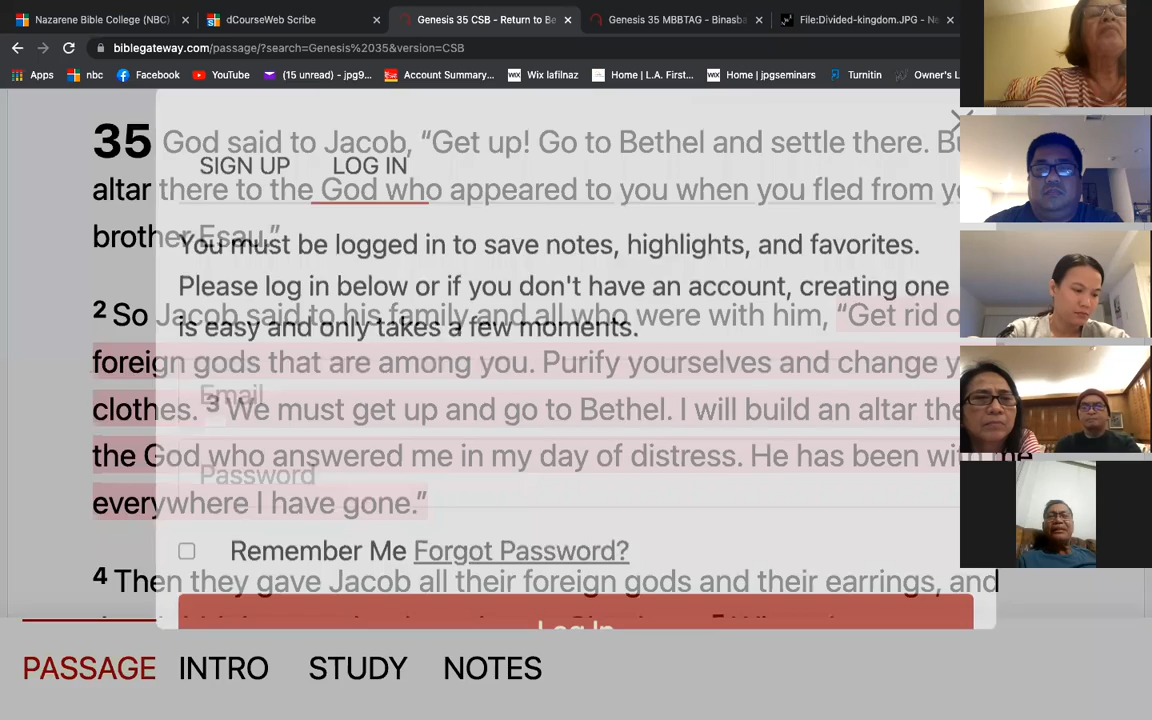 Nazarene Bible College (NBC)
dCourseWeb Scribe
Genesis 35 CSB - Return to Be
Genesis 35 MBBTAG - Binasba
File:Divided-kingdom.JPG - Ne
biblegateway.com/passage/?search=Genesis%2035&version=CSB
Apps nbc Facebook YouTube (15 unread) - jpg9... Account Summary... Wix lafilnaz Home | L.A. First... Home | jpgseminars Turnitin Owner's L
35 God said to Jacob, “Get up! Go to Bethel and settle there. Bu
SIGN UP LOG IN
altar there to the God who appeared to you when you fled from yo
brother Esau.”
You must be logged in to save notes, highlights, and favorites.
Please log in below or if you don't have an account, creating one
2 So Jacob said to his family and all who were with him, “Get rid o
is easy and only takes a few moments.
foreign gods that are among you. Purify yourselves and change y
Email
clothes. 3 We must get up and go to Bethel. I will build an altar the
the God who answered me in my day of distress. He has been with me
Password
everywhere I have gone.”
Remember Me Forgot Password?
4 Then they gave Jacob all their foreign gods and their earrings, and
Log In
PASSAGE INTRO STUDY NOTES